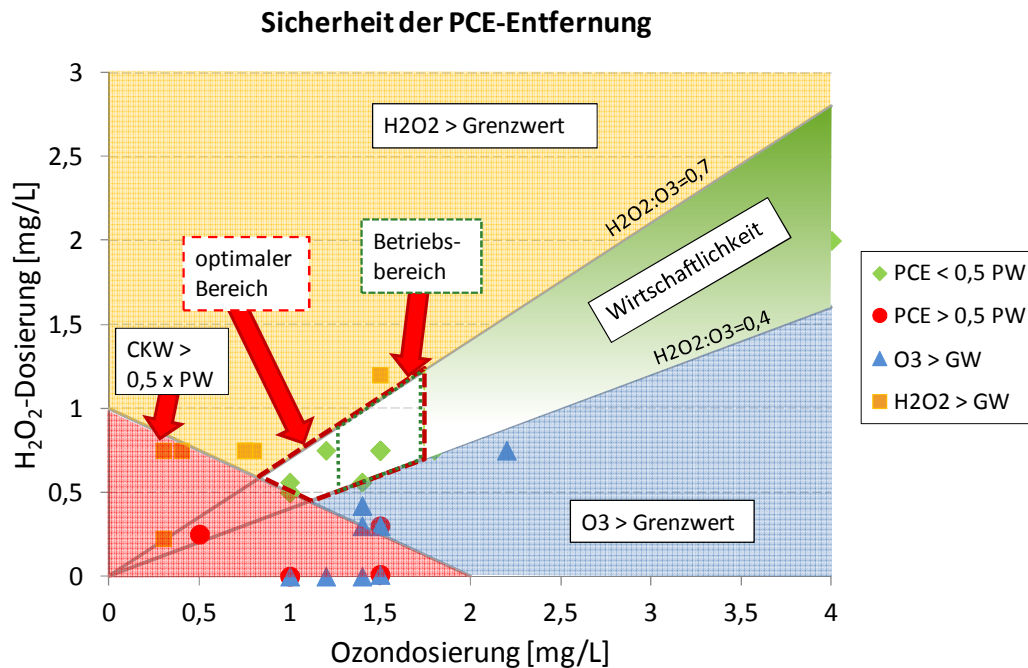 Sicherheit der PCE-Entfernung
H₂O₂-Dosierung [mg/L]
3
2,5
2
1,5
1
0,5
0
H2O2 > Grenzwert
H2O2:O3=0,7
optimaler
Bereich
Betriebs-
bereich
Wirtschaftlichkeit
H2O2:O3=0,4
CKW >
0,5 x PW
O3 > Grenzwert
PCE < 0,5 PW
PCE > 0,5 PW
O3 > GW
H2O2 > GW
0
0,5
1
1,5
2
2,5
3
3,5
4
Ozondosierung [mg/L]